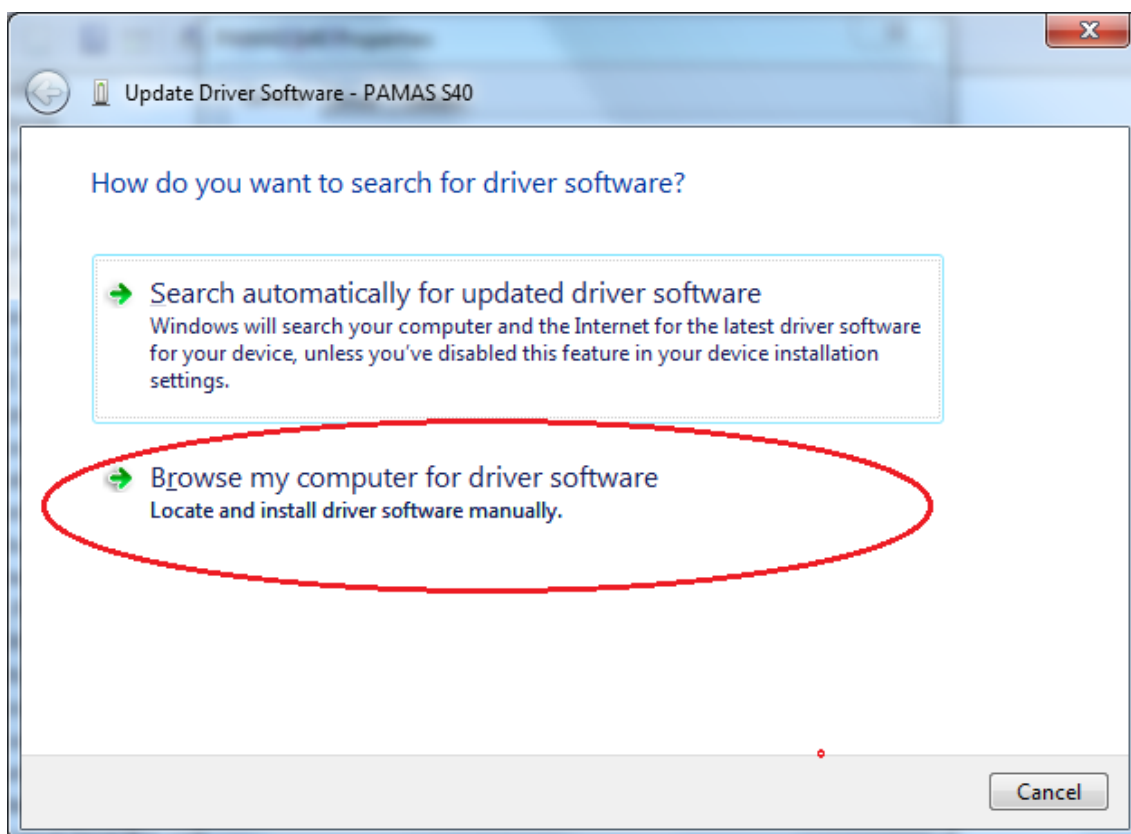 Update Driver Software - PAMAS S40
How do you want to search for driver software?
Search automatically for updated driver software
Windows will search your computer and the Internet for the latest driver software
for your device, unless you've disabled this feature in your device installation
settings.
Browse my computer for driver software
Locate and install driver software manually.
Cancel